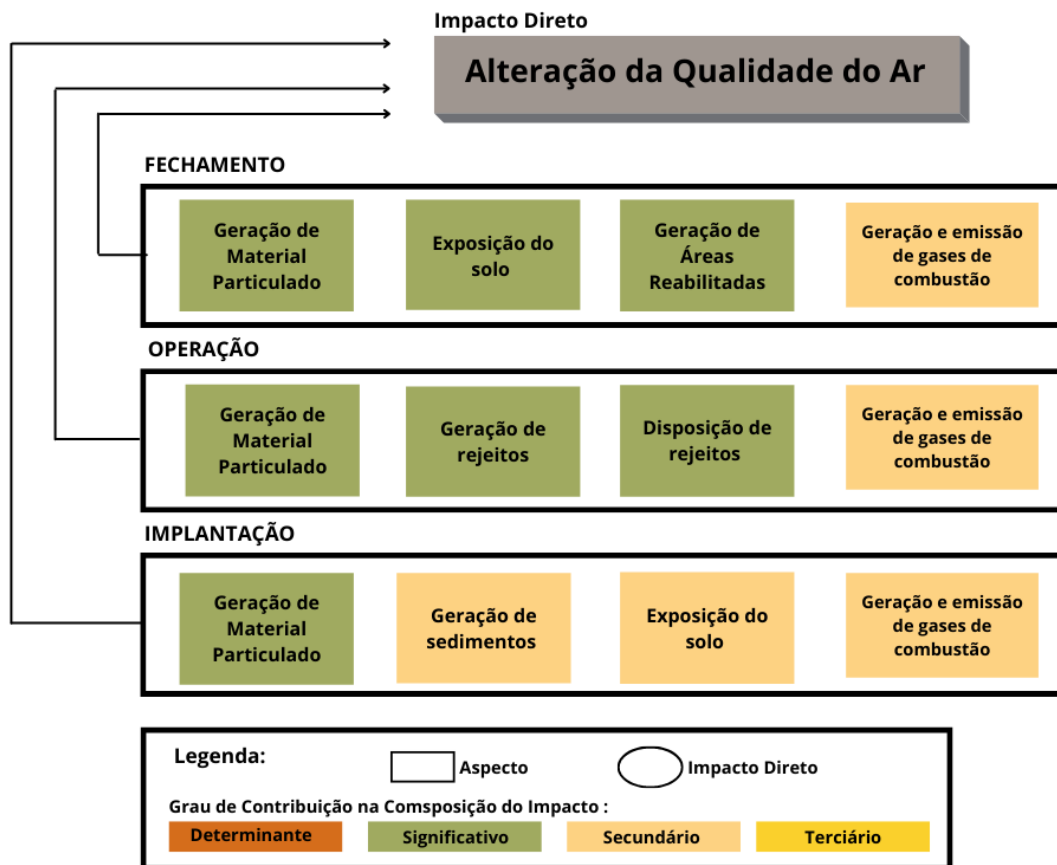 Impacto Direto
Alteração da Qualidade do Ar
FECHAMENTO
Geração de
Material
Particulado
Exposição do
solo
Geração de
Áreas
Reabilitadas
Geração e emissão
de gases de
combustão
OPERAÇÃO
Geração de
Material
Particulado
Geração de
rejeitos
Disposição de
rejeitos
Geração e emissão
de gases de
combustão
IMPLANTAÇÃO
Geração de
Material
Particulado
Geração de
sedimentos
Exposição do
solo
Geração e emissão
de gases de
combustão
Legenda:
Aspecto
Impacto Direto
Grau de Contribuição na Comsposição do Impacto :
Determinante
Significativo
Secundário
Terciário